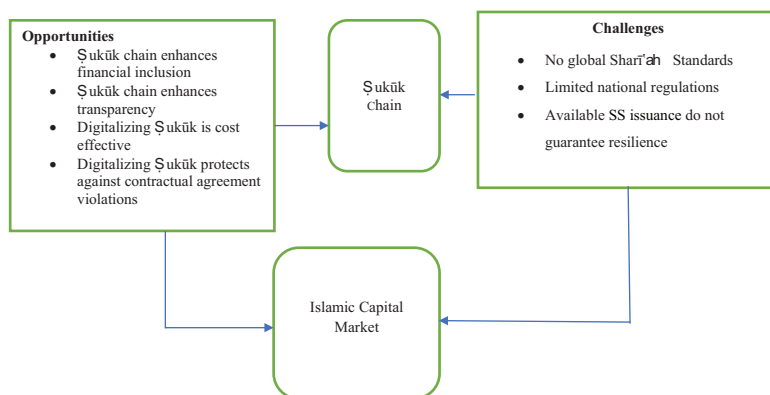 Opportunities
• Ṣukūk chain enhances
financial inclusion
• Ṣukūk chain enhances
transparency
• Digitalizing Ṣukūk is cost
effective
• Digitalizing Ṣukūk protects
against contractual agreement
violations
Ṣukūk
Chain
Challenges
• No global Sharī'ah Standards
• Limited national regulations
• Available SS issuance do not
guarantee resilience
Islamic Capital
Market